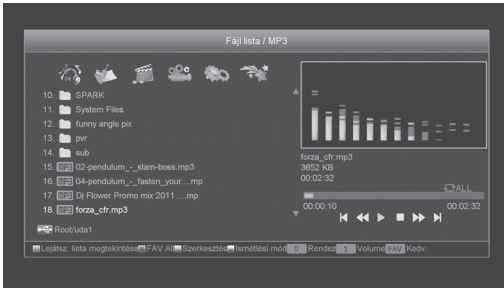 Fájl lista / MP3
10. SPARK
11. System Files
12. funny angle pix
13. pvr
14. sub
15. MP3 02-pendulum_-_slam-boss.mp3
16. MP3 04-pendulum_-_fasten_your....mp
17. MP3 Dj Flower Promo mix 2011 ....mp
18. MP3 forza_cfr.mp3
Root/uda1
forza_cfr.mp3
3652 KB
00:02:32
ALL
00:00:10 00:02:32
Lejátsz. lista megtekintése FAV All Szerkesztés Ismétlési mód 0 Rendez 1 Volume FAV Kedv.